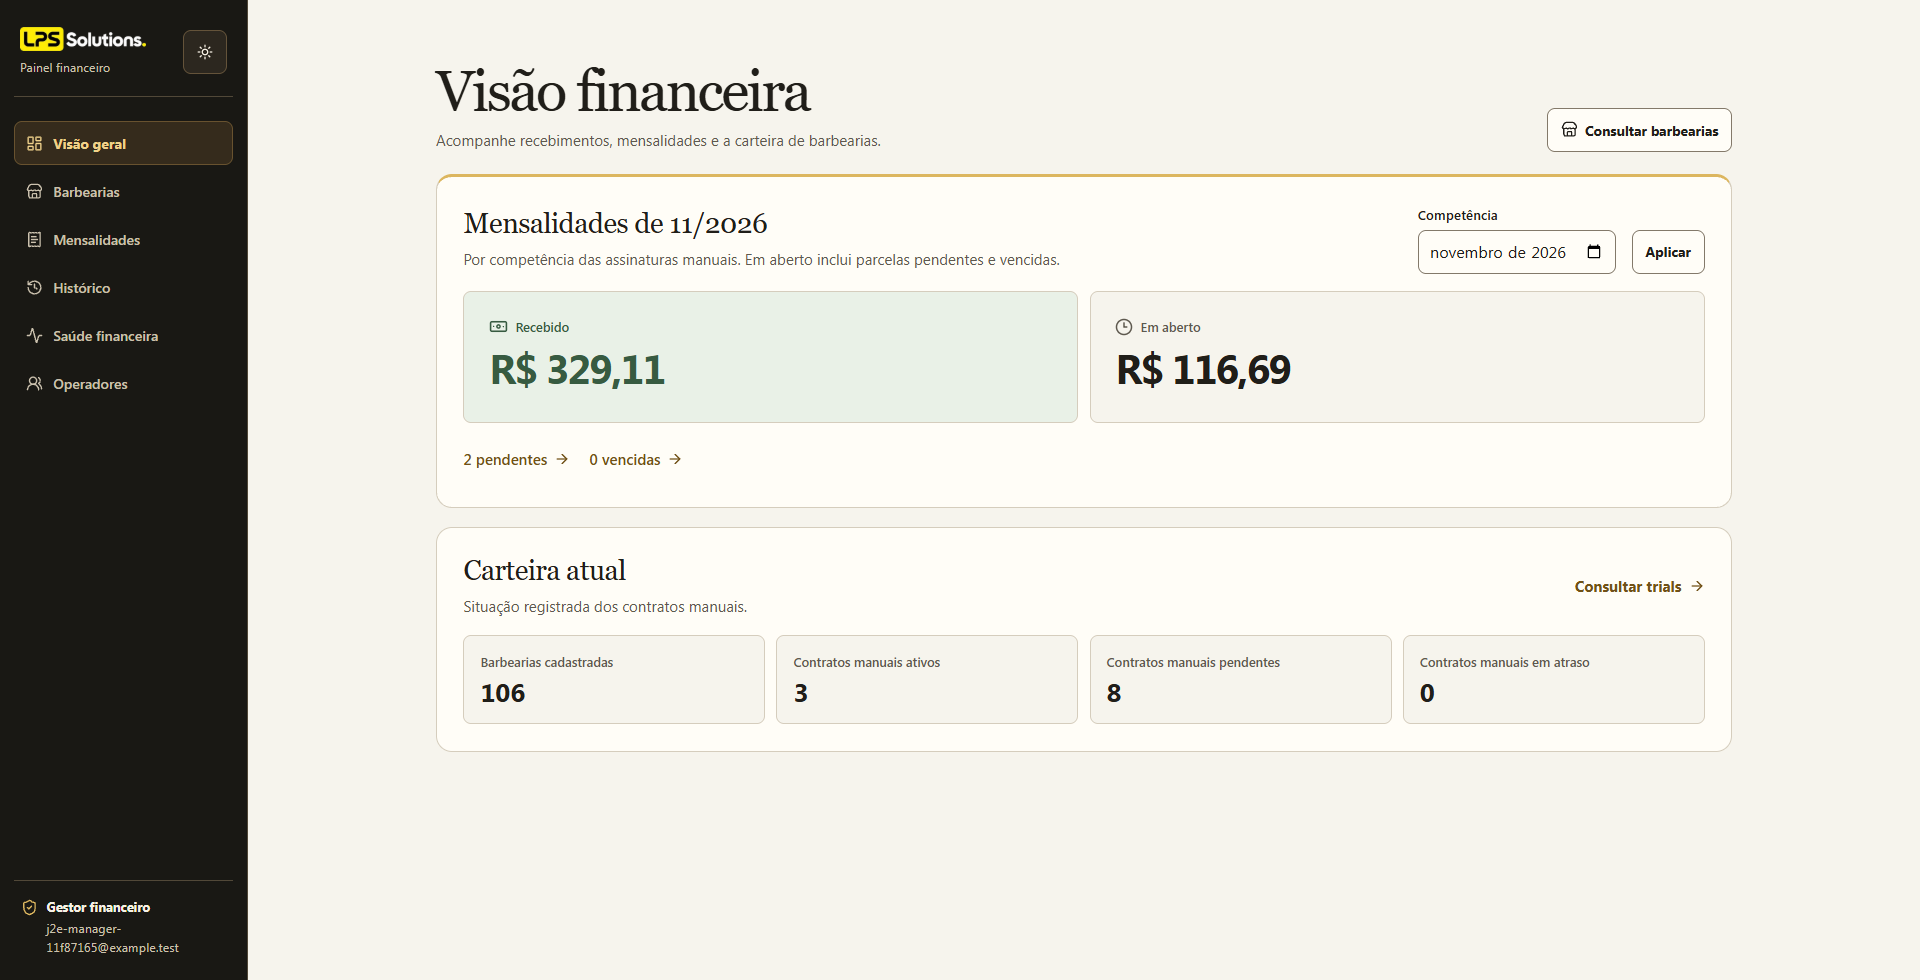 LPS Solutions.
Painel financeiro
Visão geral
Barbearias
Mensalidades
Histórico
Saúde financeira
Operadores
Gestor financeiro
j2e-manager-
11f87165@example.test
Visão financeira
Acompanhe recebimentos, mensalidades e a carteira de barbearias.
Consultar barbearias
Mensalidades de 11/2026
Por competência das assinaturas manuais. Em aberto inclui parcelas pendentes e vencidas.
Competência
novembro de 2026
Aplicar
Recebido
R$ 329,11
Em aberto
R$ 116,69
2 pendentes
0 vencidas
Carteira atual
Situação registrada dos contratos manuais.
Consultar trials
Barbearias cadastradas
106
Contratos manuais ativos
3
Contratos manuais pendentes
8
Contratos manuais em atraso
0